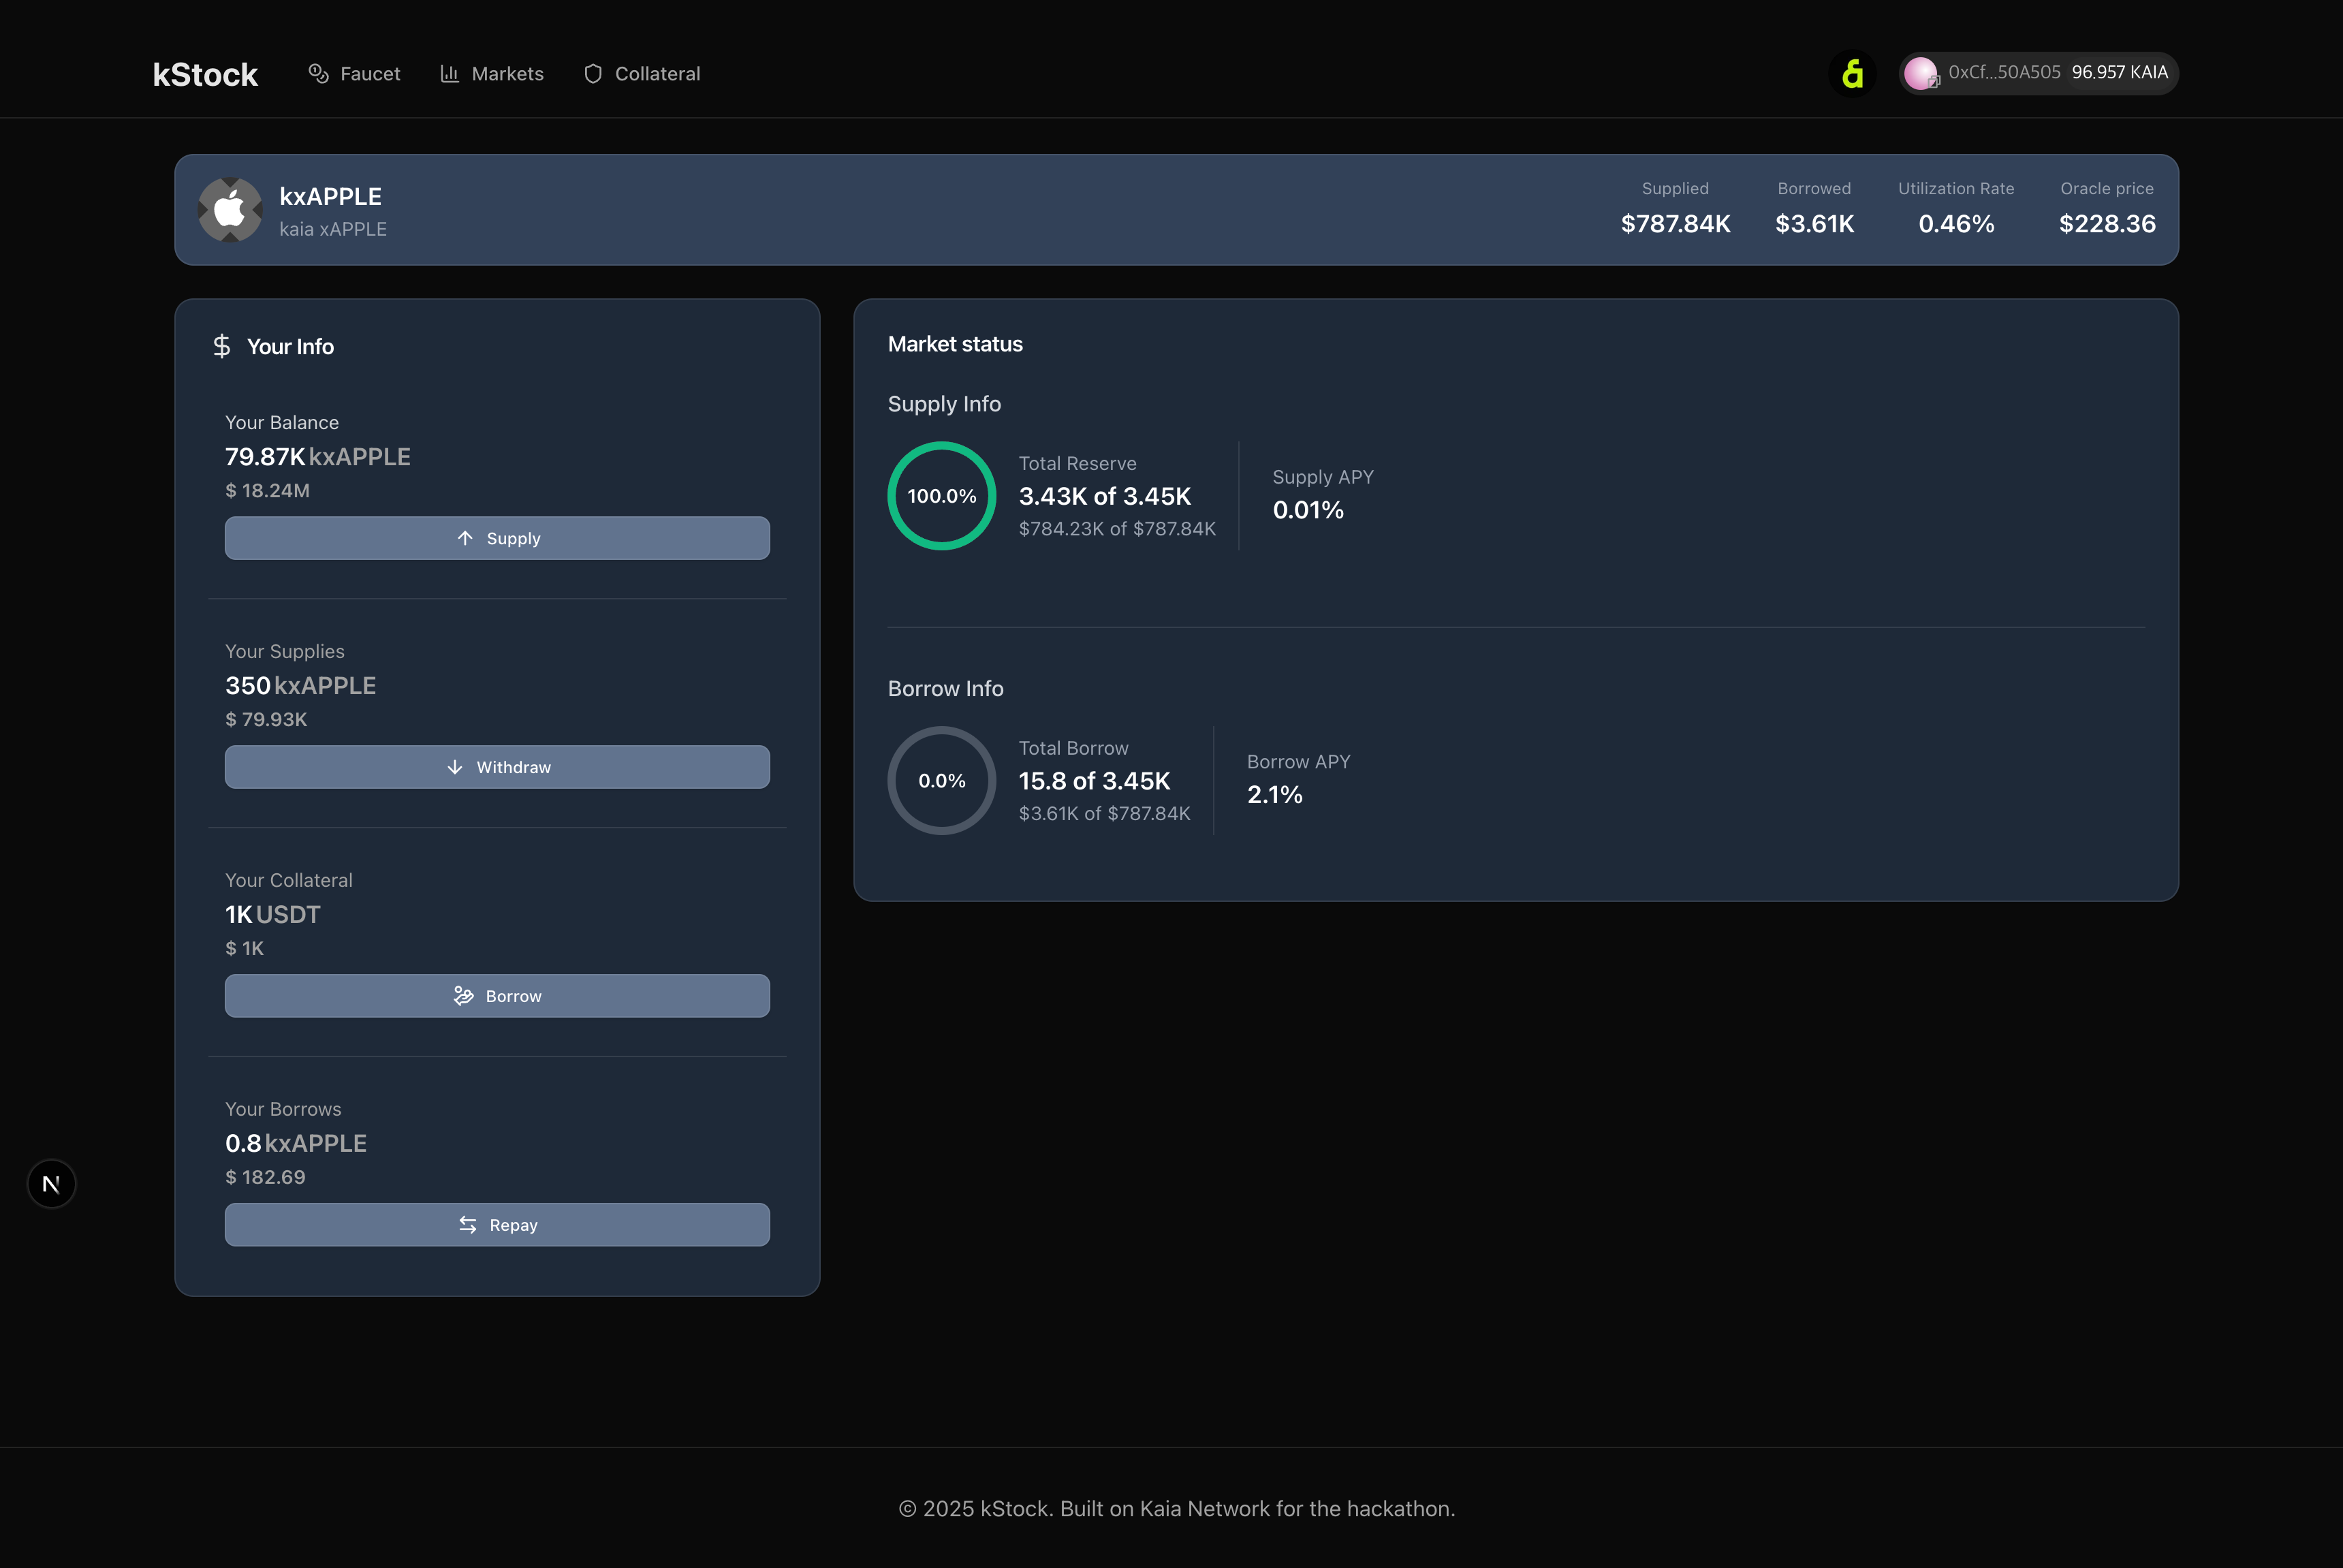 kStock
Faucet
Markets
Collateral
0xCf...50A505 96.957 KAIA
kxAPPLE
kaia xAPPLE
Supplied
$787.84K
Borrowed
$3.61K
Utilization Rate
0.46%
Oracle price
$228.36
Your Info
Your Balance
79.87K kxAPPLE
$ 18.24M
Supply
Your Supplies
350 kxAPPLE
$ 79.93K
Withdraw
Your Collateral
1K USDT
$ 1K
Borrow
Your Borrows
0.8 kxAPPLE
$ 182.69
Repay
Market status
Supply Info
100.0%
Total Reserve
3.43K of 3.45K
$784.23K of $787.84K
Supply APY
0.01%
Borrow Info
0.0%
Total Borrow
15.8 of 3.45K
$3.61K of $787.84K
Borrow APY
2.1%
N
© 2025 kStock. Built on Kaia Network for the hackathon.